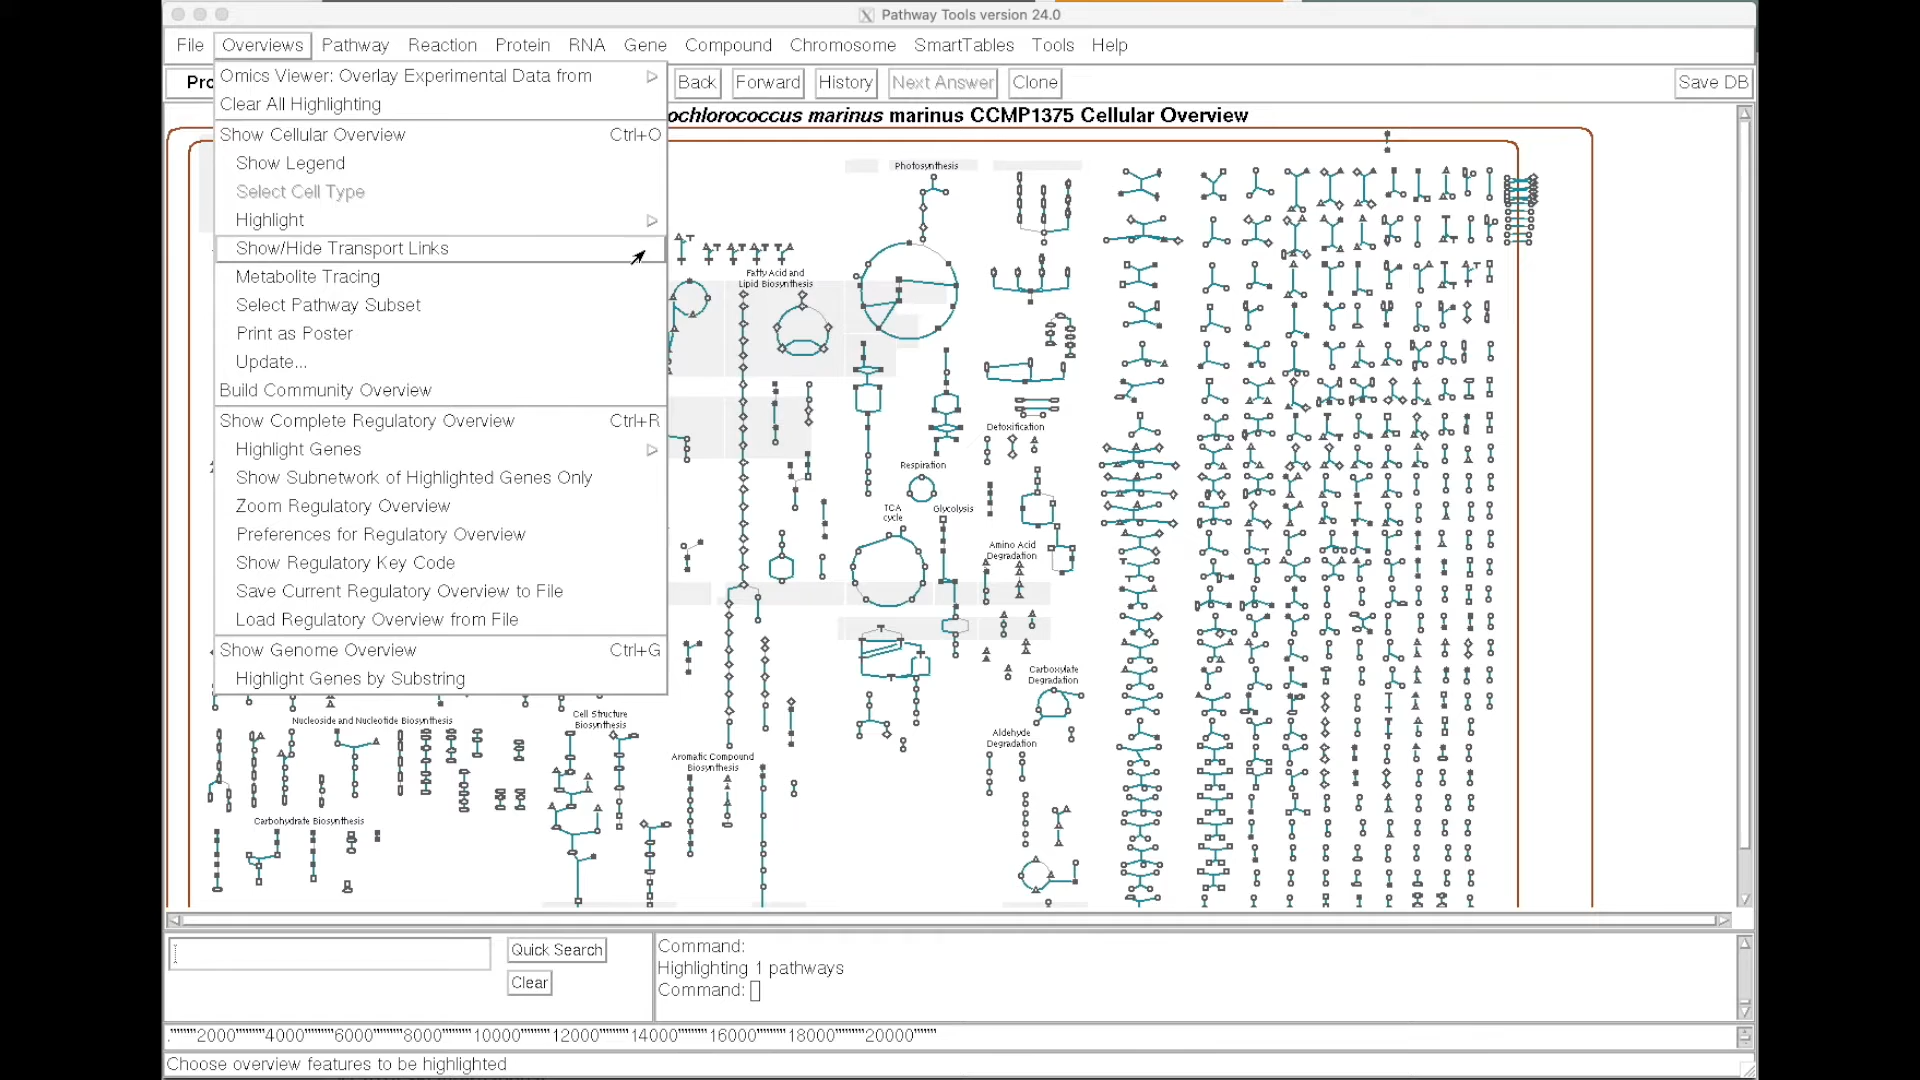 Pathway Tools version 24.0
File Overviews Pathway Reaction Protein RNA Gene Compound Chromosome SmartTables Tools Help
Back Forward History Next Answer Clone Save DB
ochlorococcus marinus marinus CCMP1375 Cellular Overview
Omics Viewer: Overlay Experimental Data from
Clear All Highlighting
Show Cellular Overview Ctrl+O
Show Legend
Select Cell Type
Highlight
Show/Hide Transport Links
Metabolite Tracing
Select Pathway Subset
Print as Poster
Update...
Build Community Overview
Show Complete Regulatory Overview Ctrl+R
Highlight Genes
Show Subnetwork of Highlighted Genes Only
Zoom Regulatory Overview
Preferences for Regulatory Overview
Show Regulatory Key Code
Save Current Regulatory Overview to File
Load Regulatory Overview from File
Show Genome Overview Ctrl+G
Highlight Genes by Substring
Photosynthesis
Fatty Acid and
Lipid Biosynthesis
Detoxification
Respiration
TCA
cycle
Glycolysis
Amino Acid
Degradation
Carboxylate
Degradation
Nucleoside and Nucleotide Biosynthesis
Cell Structure
Biosynthesis
Aldehyde
Degradation
Aromatic Compound
Biosynthesis
Carbohydrate Biosynthesis
Quick Search
Clear
Command:
Highlighting 1 pathways
Command:
2000 4000 6000 8000 10000 12000 14000 16000 18000 20000
Choose overview features to be highlighted